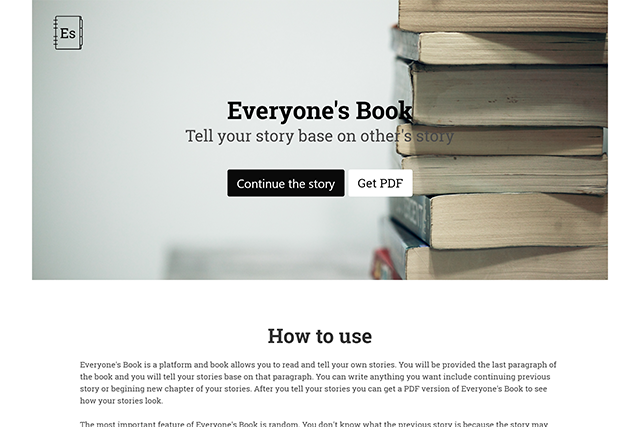 Es
Everyone's Book
Tell your story base on other's story
Continue the story
Get PDF
How to use
Everyone's Book is a platform and book allows you to read and tell your own stories. You will be provided the last paragraph of
the book and you will tell your stories base on that paragraph. You can write anything you want include continuing previous
story or begining new chapter of your stories. After you tell your stories you can get a PDF version of Everyone's Book to see
how your stories look.
The most important feature of Everyone's Book is random. You don't know what the previous story is because the story may